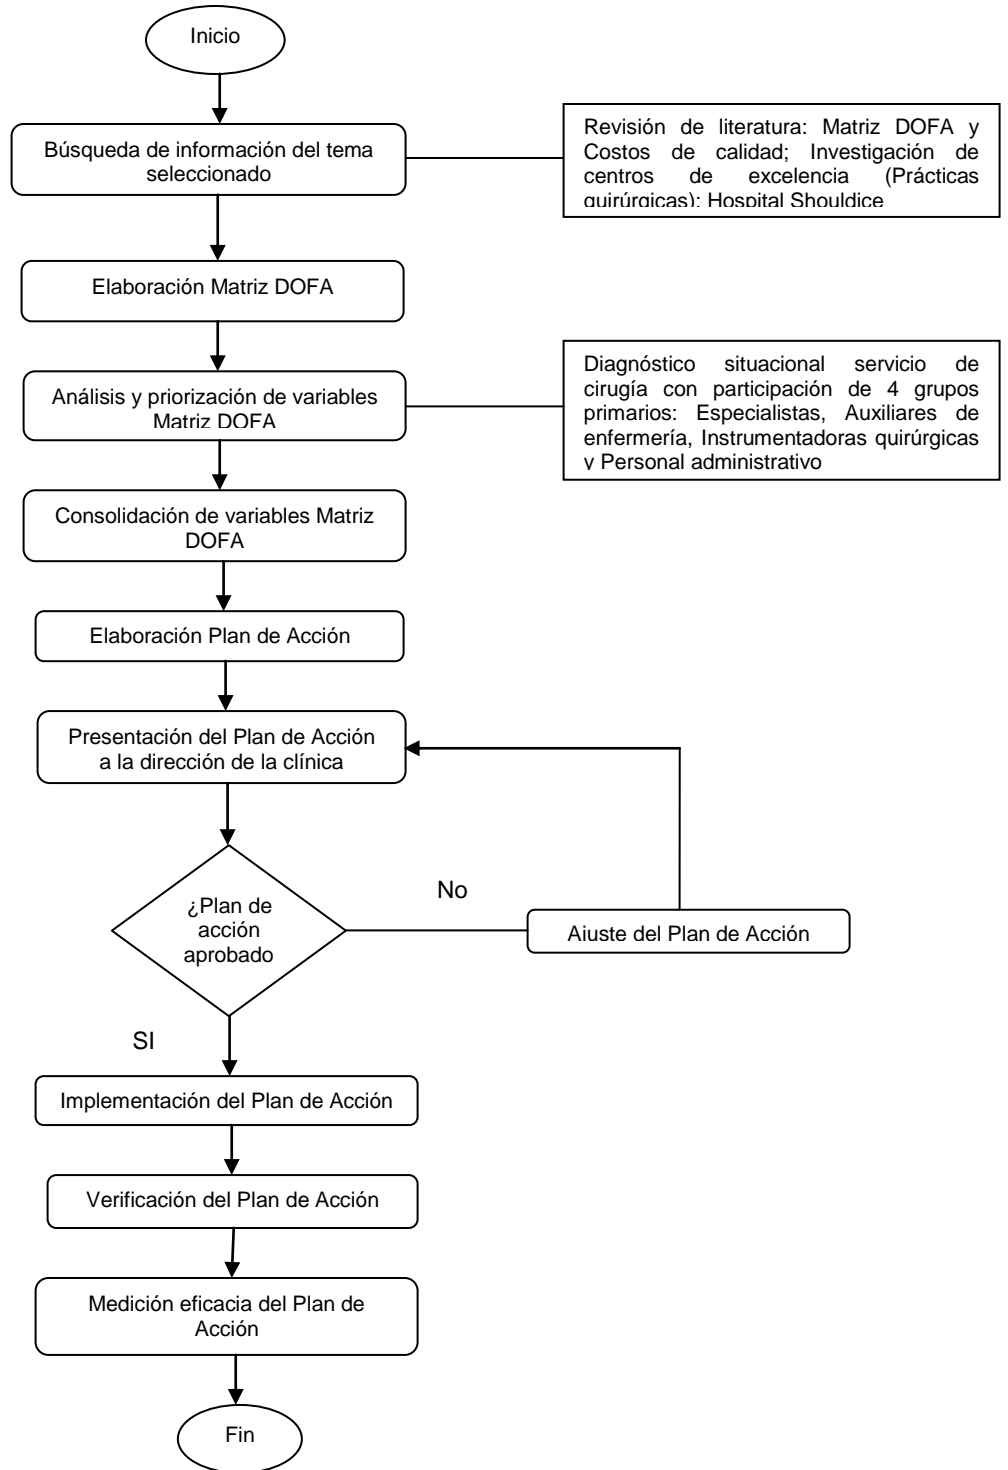 Inicio
Búsqueda de información del tema
seleccionado
Revisión de literatura: Matriz DOFA y
Costos de calidad; Investigación de
centros de excelencia (Prácticas
quirúrgicas): Hospital Shouldice
Elaboración Matriz DOFA
Análisis y priorización de variables
Matriz DOFA
Diagnóstico situacional servicio de
cirugía con participación de 4 grupos
primarios: Especialistas, Auxiliares de
enfermería, Instrumentadoras quirúrgicas
y Personal administrativo
Consolidación de variables Matriz
DOFA
Elaboración Plan de Acción
Presentación del Plan de Acción
a la dirección de la clínica
¿Plan de
acción
aprobado
No
Ajuste del Plan de Acción
SI
Implementación del Plan de Acción
Verificación del Plan de Acción
Medición eficacia del Plan de
Acción
Fin